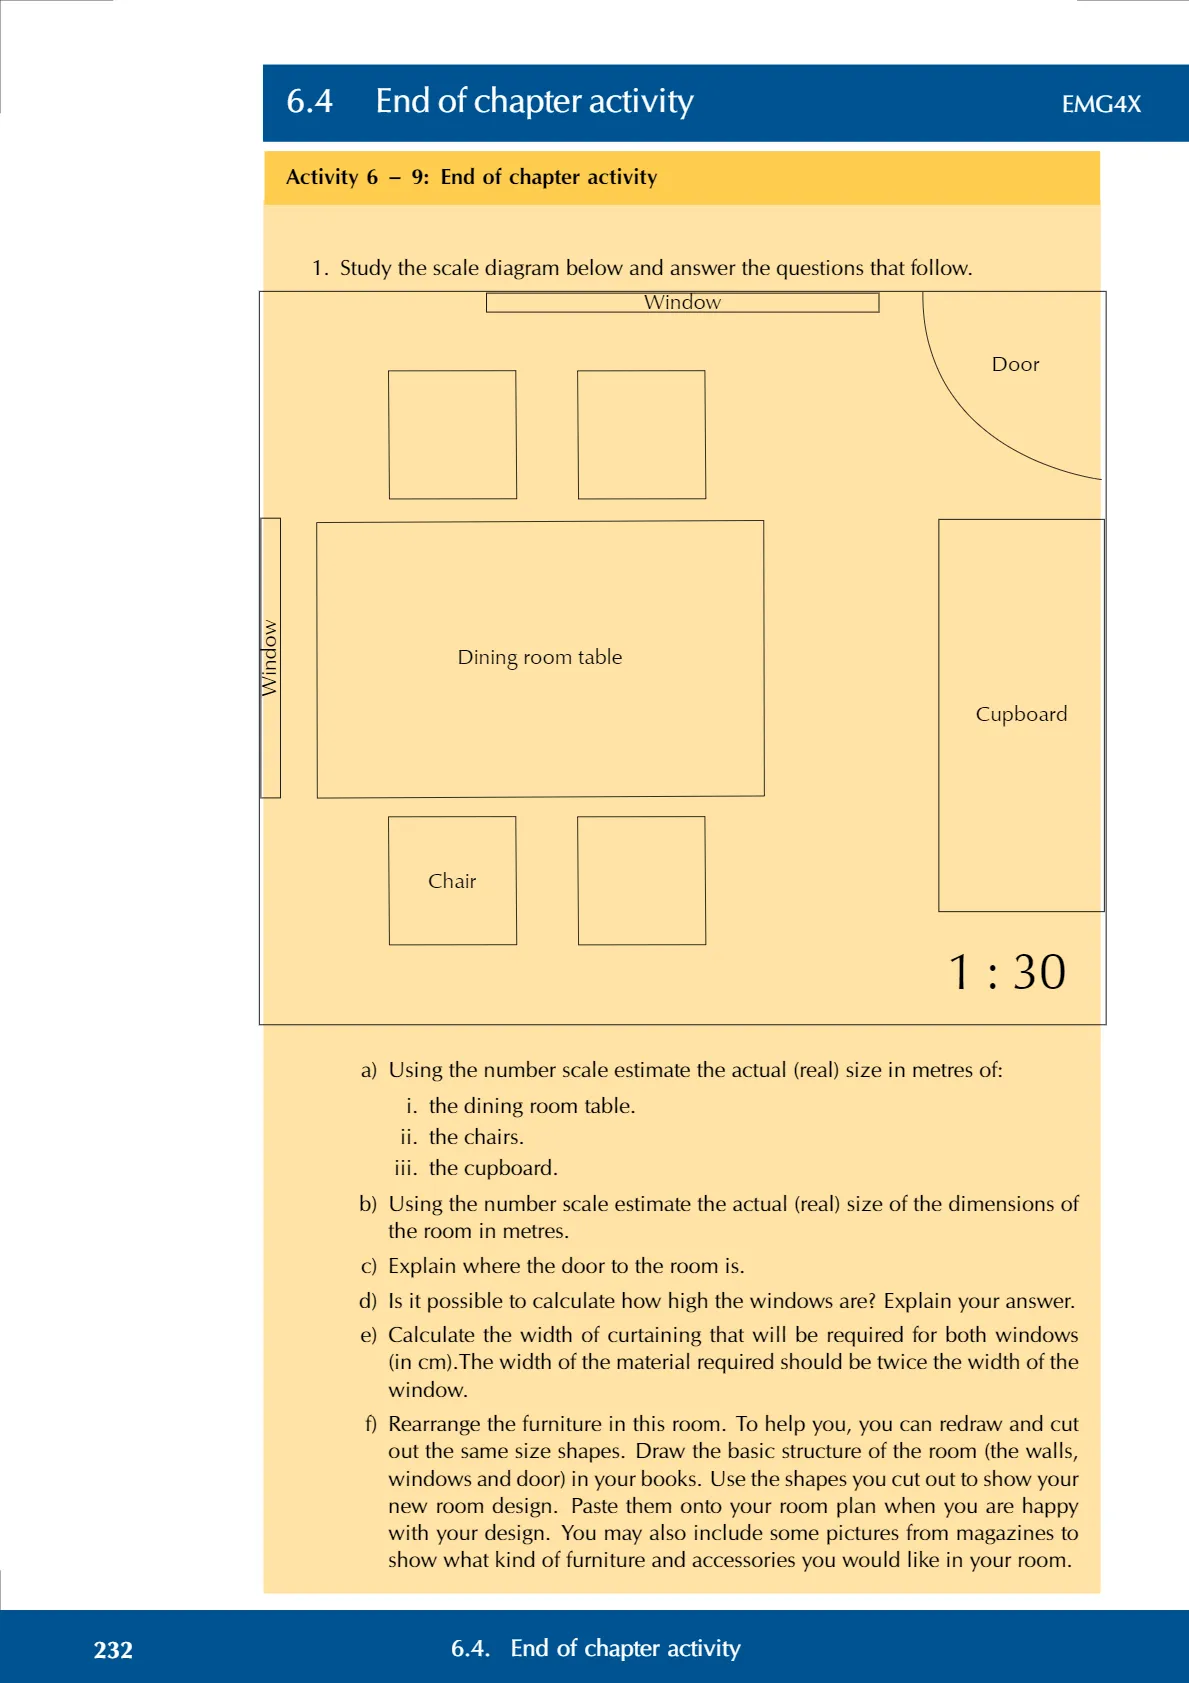 6.4 End of chapter activity EMG4X
Activity 6 – 9: End of chapter activity
1. Study the scale diagram below and answer the questions that follow.
Window
Door
Window
Dining room table
Cupboard
Chair
1 : 30
a) Using the number scale estimate the actual (real) size in metres of:
i. the dining room table.
ii. the chairs.
iii. the cupboard.
b) Using the number scale estimate the actual (real) size of the dimensions of
the room in metres.
c) Explain where the door to the room is.
d) Is it possible to calculate how high the windows are? Explain your answer.
e) Calculate the width of curtaining that will be required for both windows
(in cm).The width of the material required should be twice the width of the
window.
f) Rearrange the furniture in this room. To help you, you can redraw and cut
out the same size shapes. Draw the basic structure of the room (the walls,
windows and door) in your books. Use the shapes you cut out to show your
new room design. Paste them onto your room plan when you are happy
with your design. You may also include some pictures from magazines to
show what kind of furniture and accessories you would like in your room.
232 6.4. End of chapter activity